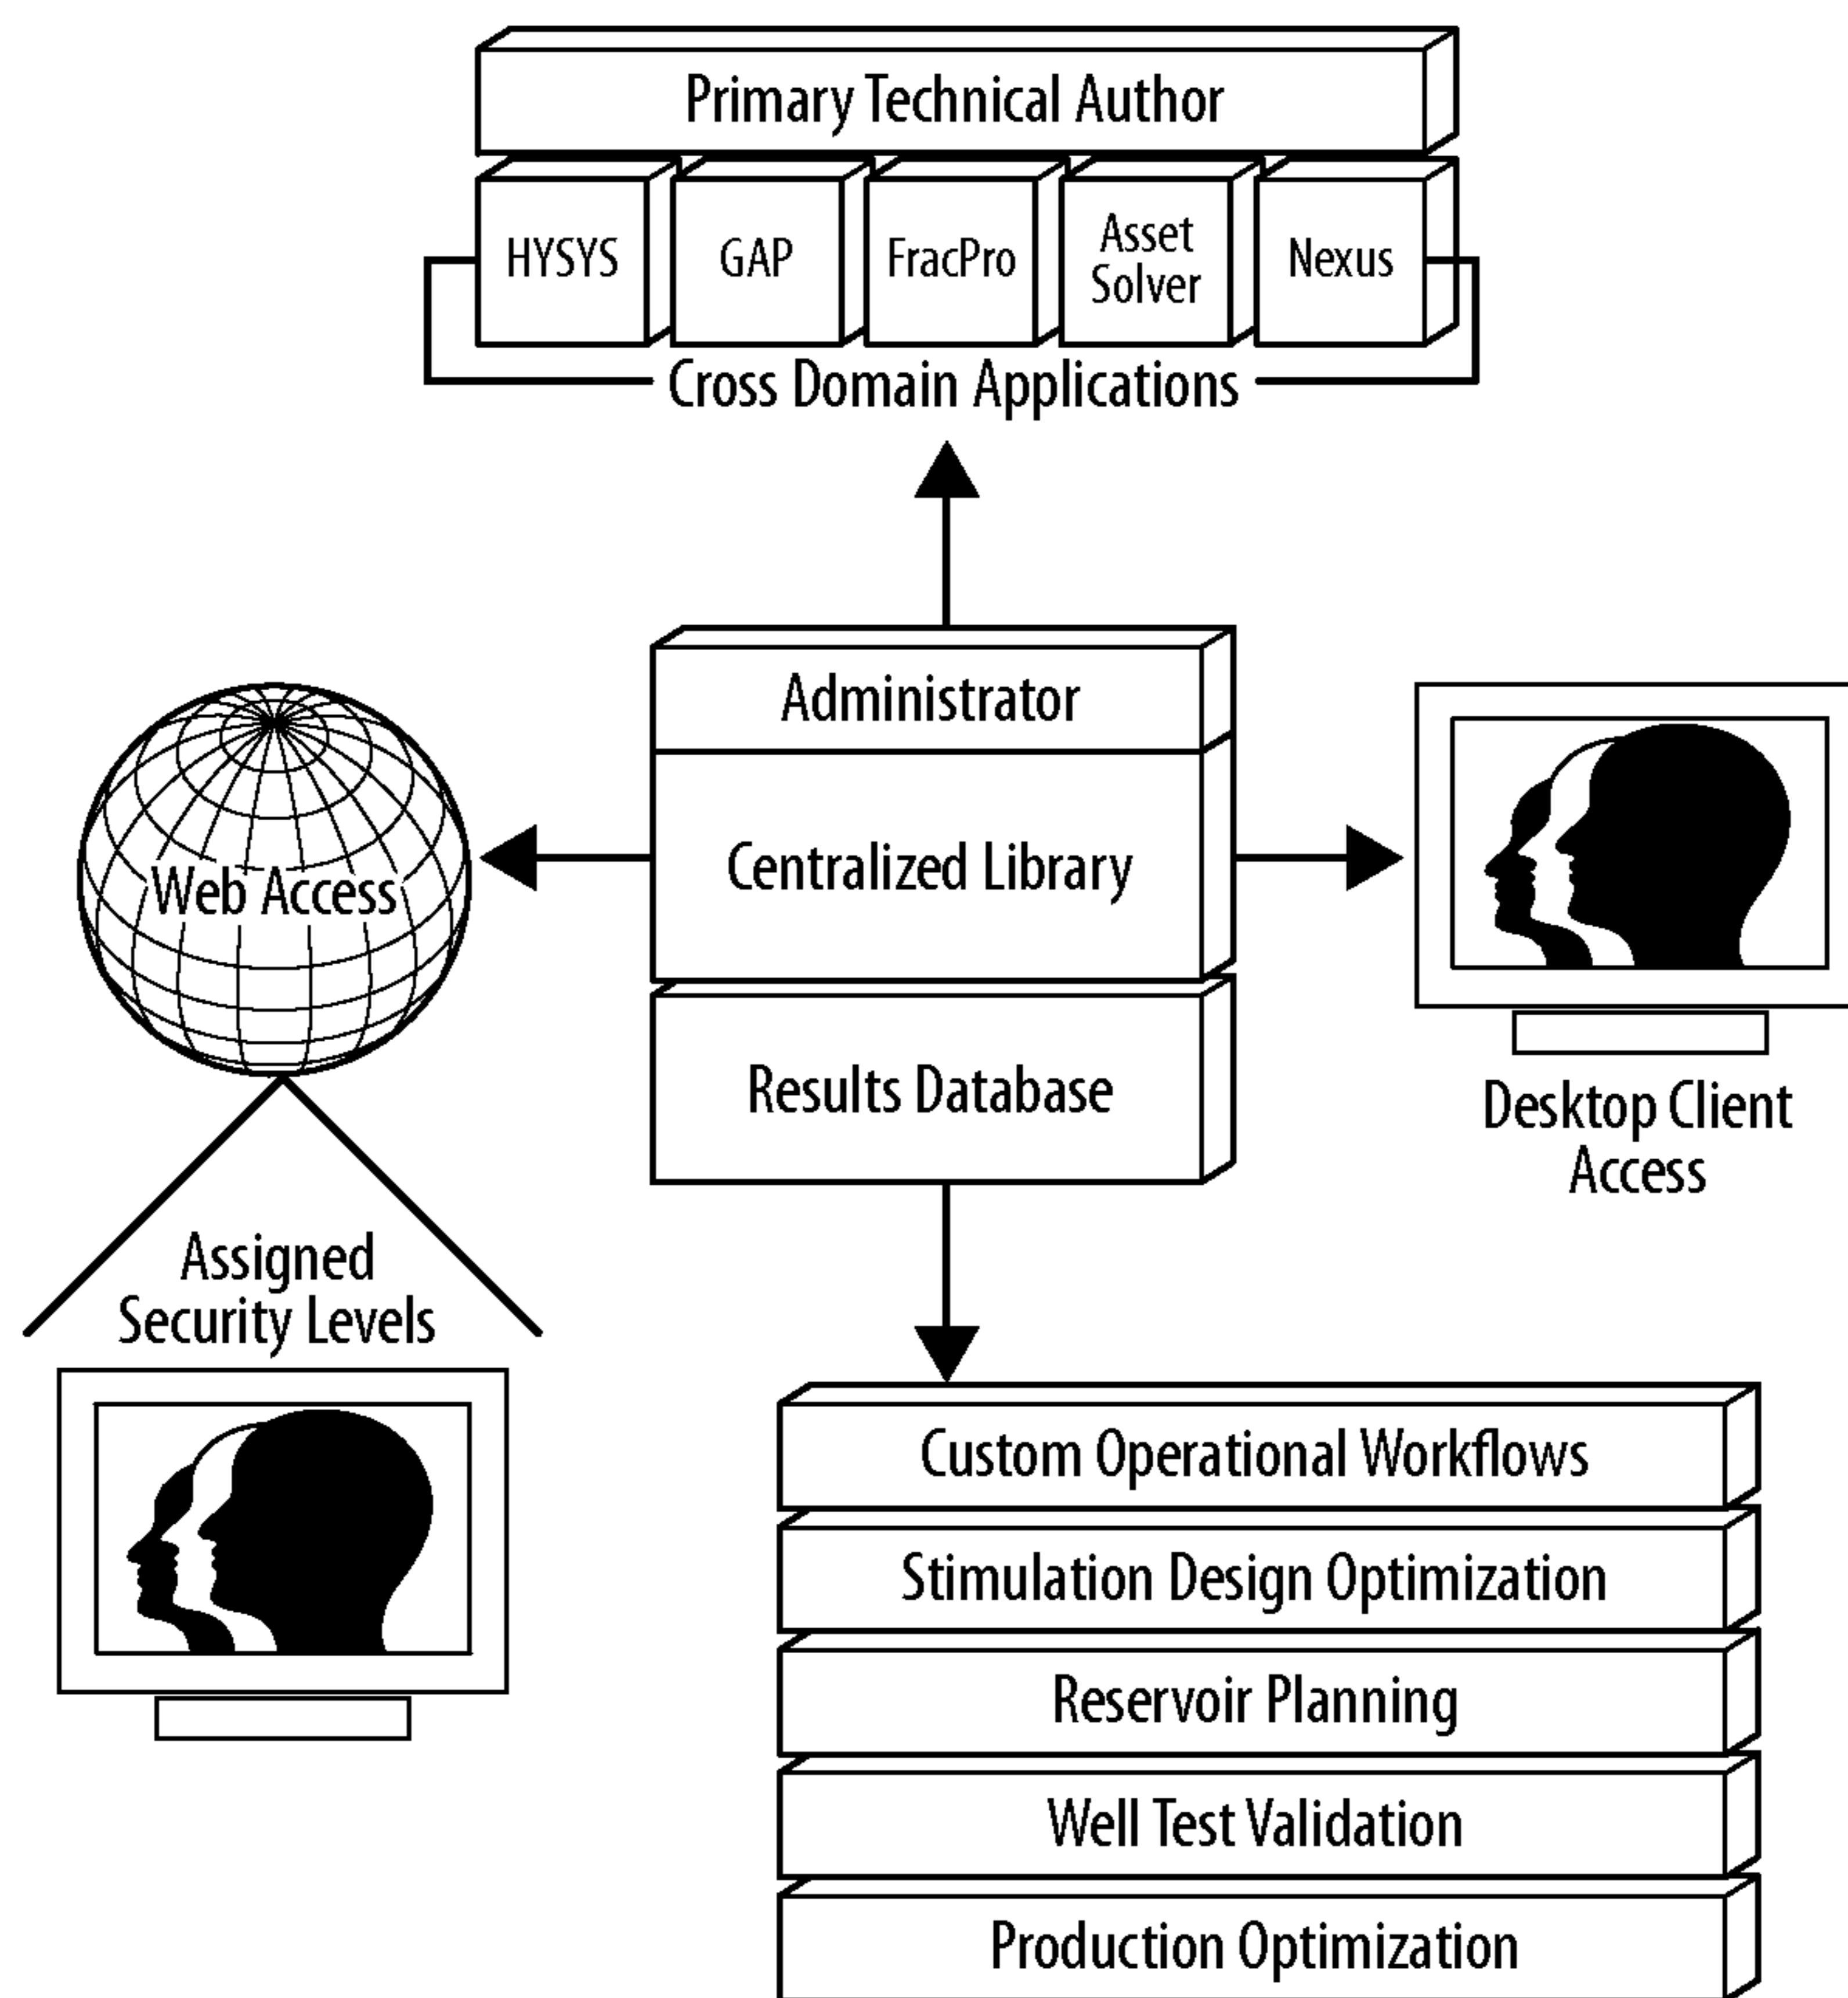 Primary Technical Author
HYSYS
GAP
FracPro
Asset
Solver
Nexus
Cross Domain Applications
Administrator
Centralized Library
Results Database
Web Access
Assigned
Security Levels
Desktop Client
Access
Custom Operational Workflows
Stimulation Design Optimization
Reservoir Planning
Well Test Validation
Production Optimization